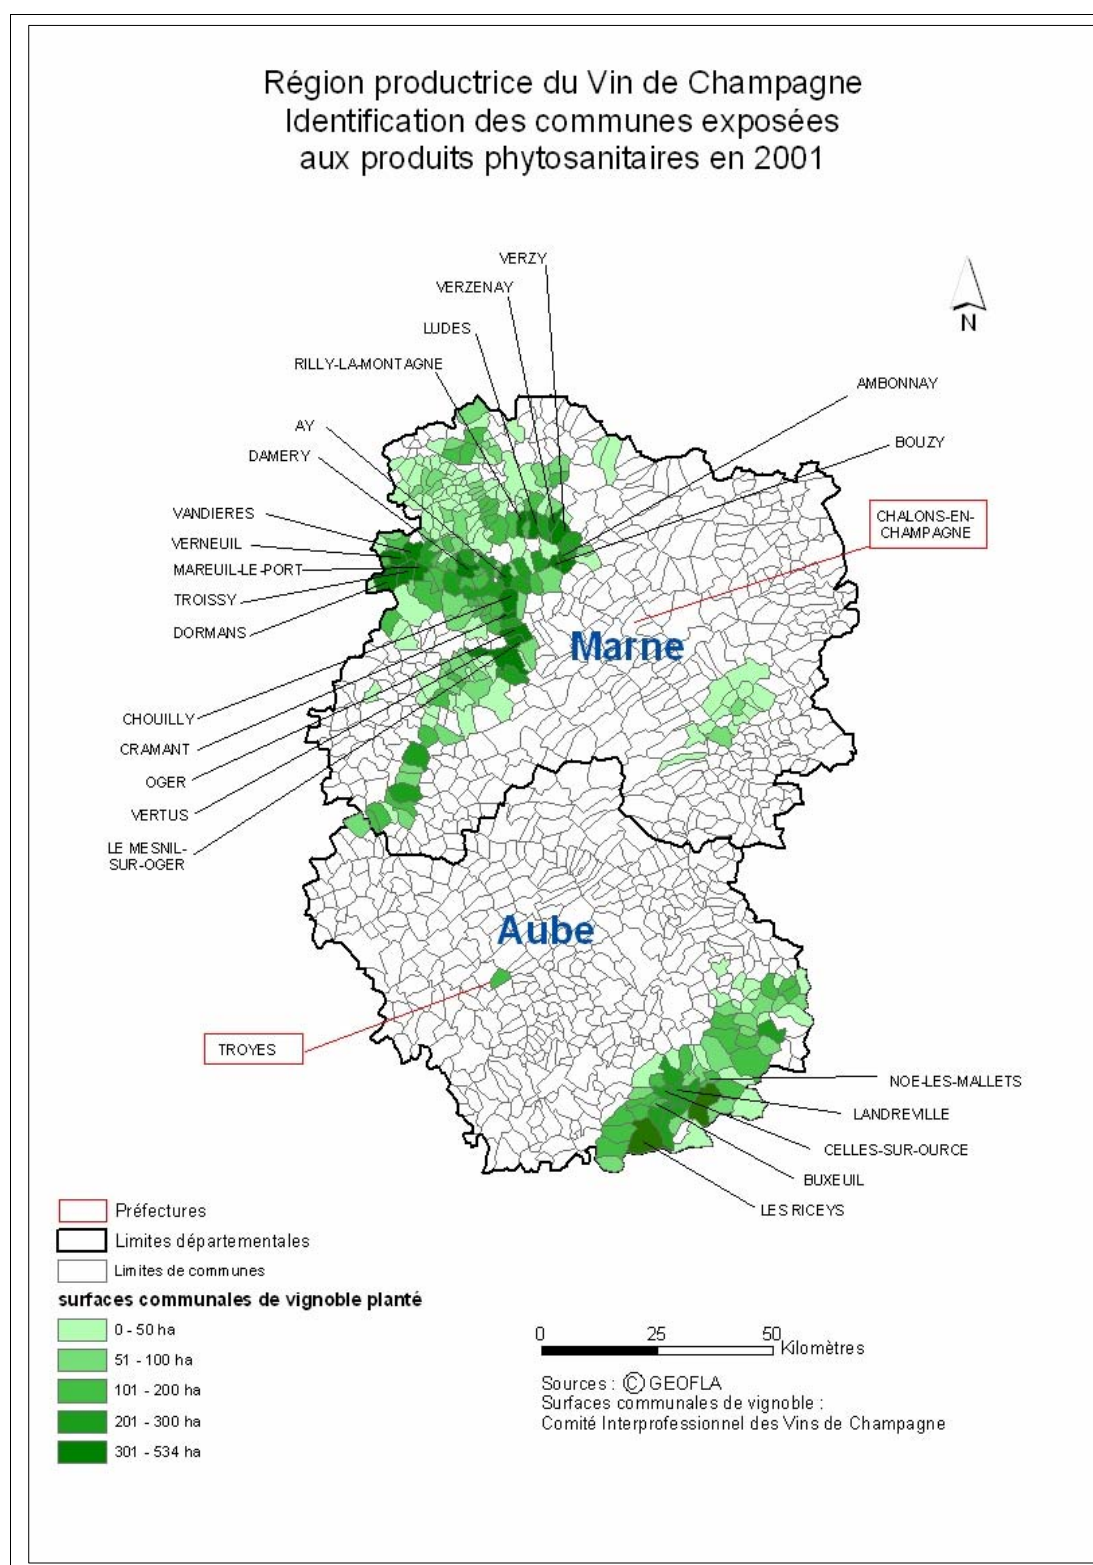 Région productrice du Vin de Champagne
Identification des communes exposées
aux produits phytosanitaires en 2001
VERZY
VERZENAY
LUDES
RILLY-LA-MONTAGNE
AY
DAMERY
VANDIERES
VERNEUIL
MAREUIL-LE-PORT
TROISSY
DORMANS
CHOUILLY
CRAMANT
OGER
VERTUS
LE MESNIL-
SUR-OGER
N
AMBONNAY
BOUZY
CHALONS-EN-
CHAMPAGNE
Marne
Aube
TROYES
NOE-LES-MALLETS
LANDREVILLE
CELLES-SUR-OURCE
BUXEUIL
LES RICEYS
Préfectures
Limites départementales
Limites de communes
surfaces communales de vignoble planté
0 - 50 ha
51 - 100 ha
101 - 200 ha
201 - 300 ha
301 - 534 ha
0 25 50
Kilomètres
Sources : © GEOFLA
Surfaces communales de vignoble :
Comité Interprofessionnel des Vins de Champagne